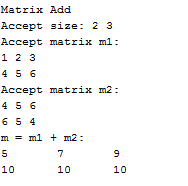 Matrix Add
Accept size: 2 3
Accept matrix m1:
1 2 3
4 5 6
Accept matrix m2:
4 5 6
6 5 4
m = m1 + m2:
5 7 9
10 10 10